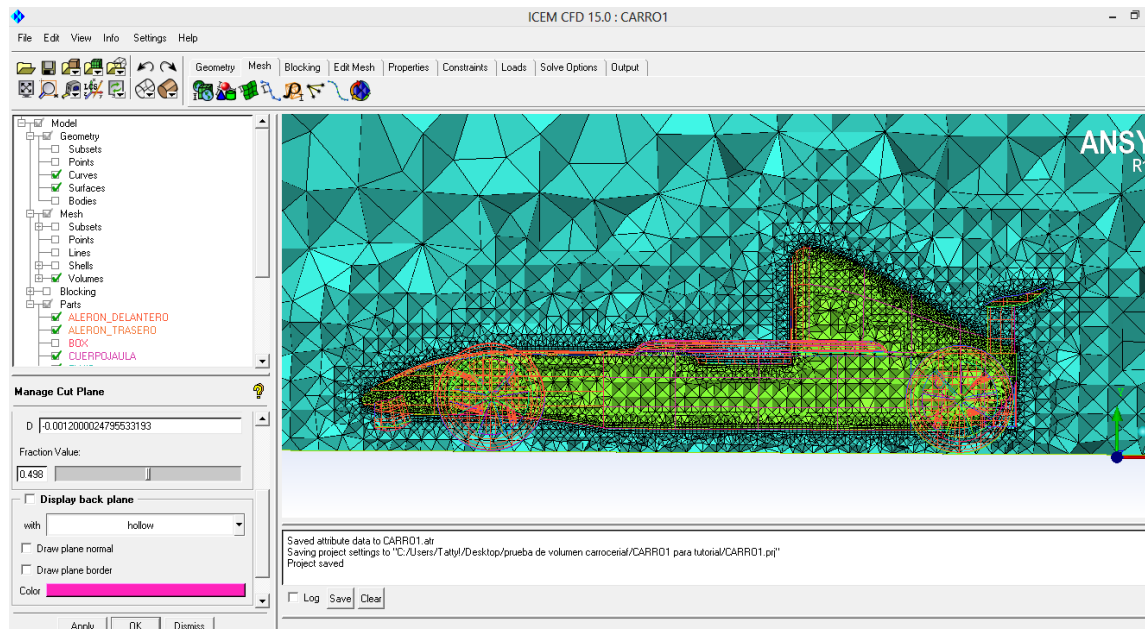 ICEM CFD 15.0 : CARRO1
File Edit View Info Settings Help
Geometry Mesh Blocking Edit Mesh Properties Constraints Loads Solve Options Output
LCS
Model
Geometry
Subsets
Points
Curves
Surfaces
Bodies
Mesh
Subsets
Points
Lines
Shells
Volumes
Blocking
Parts
ALERON_DELANTERO
ALERON_TRASERO
BOX
CUERPOJAULA
ANSY
R1
Manage Cut Plane
D -0.0012000024795533193
Fraction Value:
0.498
Display back plane
with hollow
Draw plane normal
Draw plane border
Color
Apply OK Dismiss
Saved attribute data to CARRO1.atr
Saving project settings to "C:/Users/Tatty!/Desktop/prueba de volumen carroceria!/CARRO1 para tutorial/CARRO1.prj"
Project saved
Log Save Clear